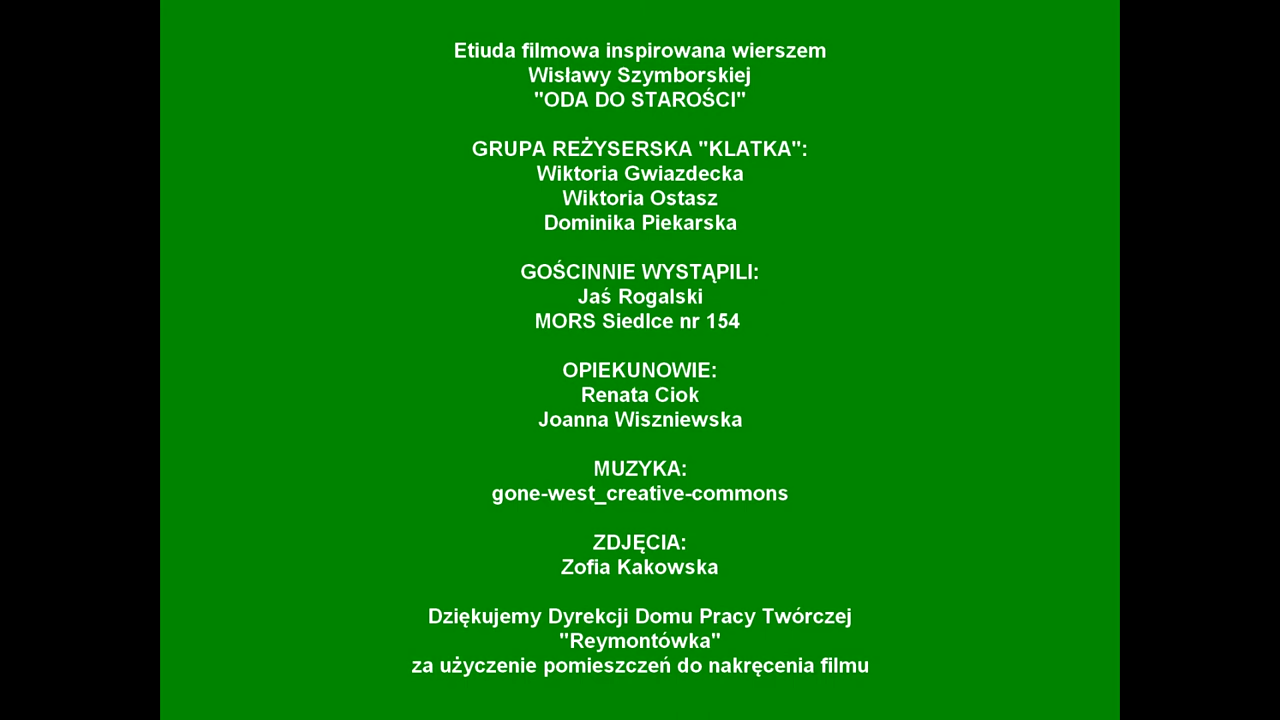 Etiuda filmowa inspirowana wierszem
Wisławy Szymborskiej
"ODA DO STAROŚCI"
GRUPA REŻYSERSKA "KLATKA":
Wiktoria Gwiazdecka
Wiktoria Ostasz
Dominika Piekarska
GOŚCINNIE WYSTĄPILI:
Jaś Rogalski
MORS Siedlce nr 154
OPIEKUNOWIE:
Renata Ciok
Joanna Wiszniewska
MUZYKA:
gone-west_creative-commons
ZDJĘCIA:
Zofia Kakowska
Dziękujemy Dyrekcji Domu Pracy Twórczej
"Reymontówka"
za użyczenie pomieszczeń do nakręcenia filmu